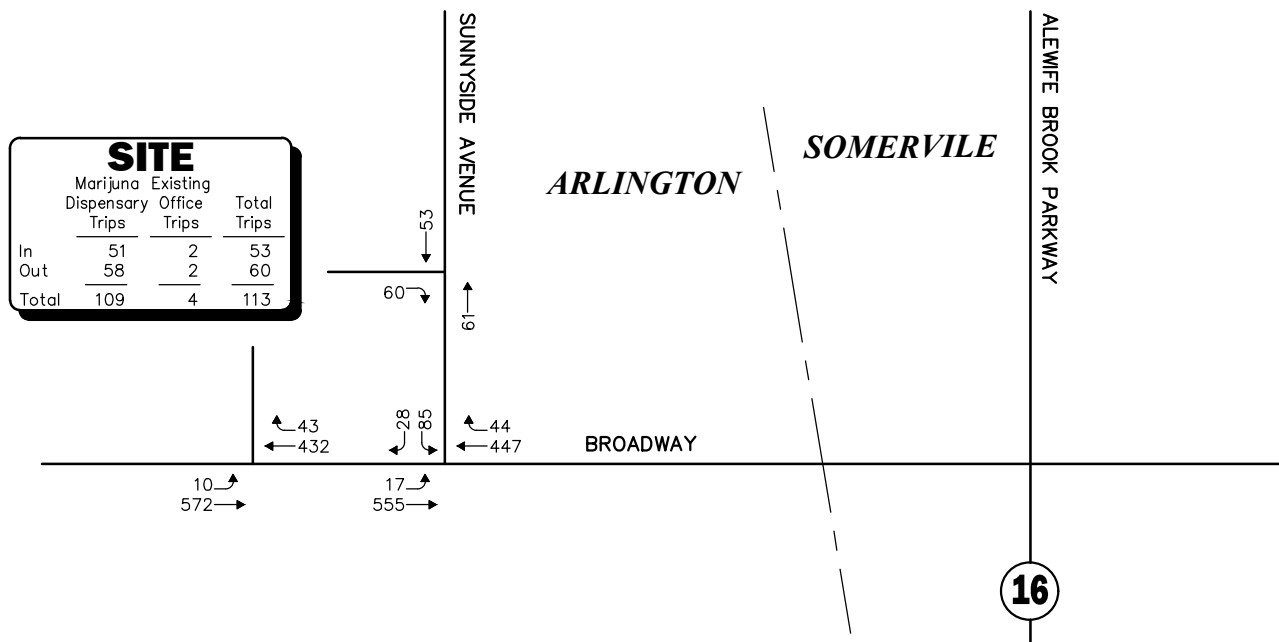 SUNNYSIDE AVENUE
ALEWIFE BROOK PARKWAY
SITE
Marijuna Existing
Dispensary Office Total
Trips Trips Trips
In 51 2 53
Out 58 2 60
Total 109 4 113
ARLINGTON
SOMERVILE
53
60
61
43
432
28
85
44
447
BROADWAY
10
572
17
555
16